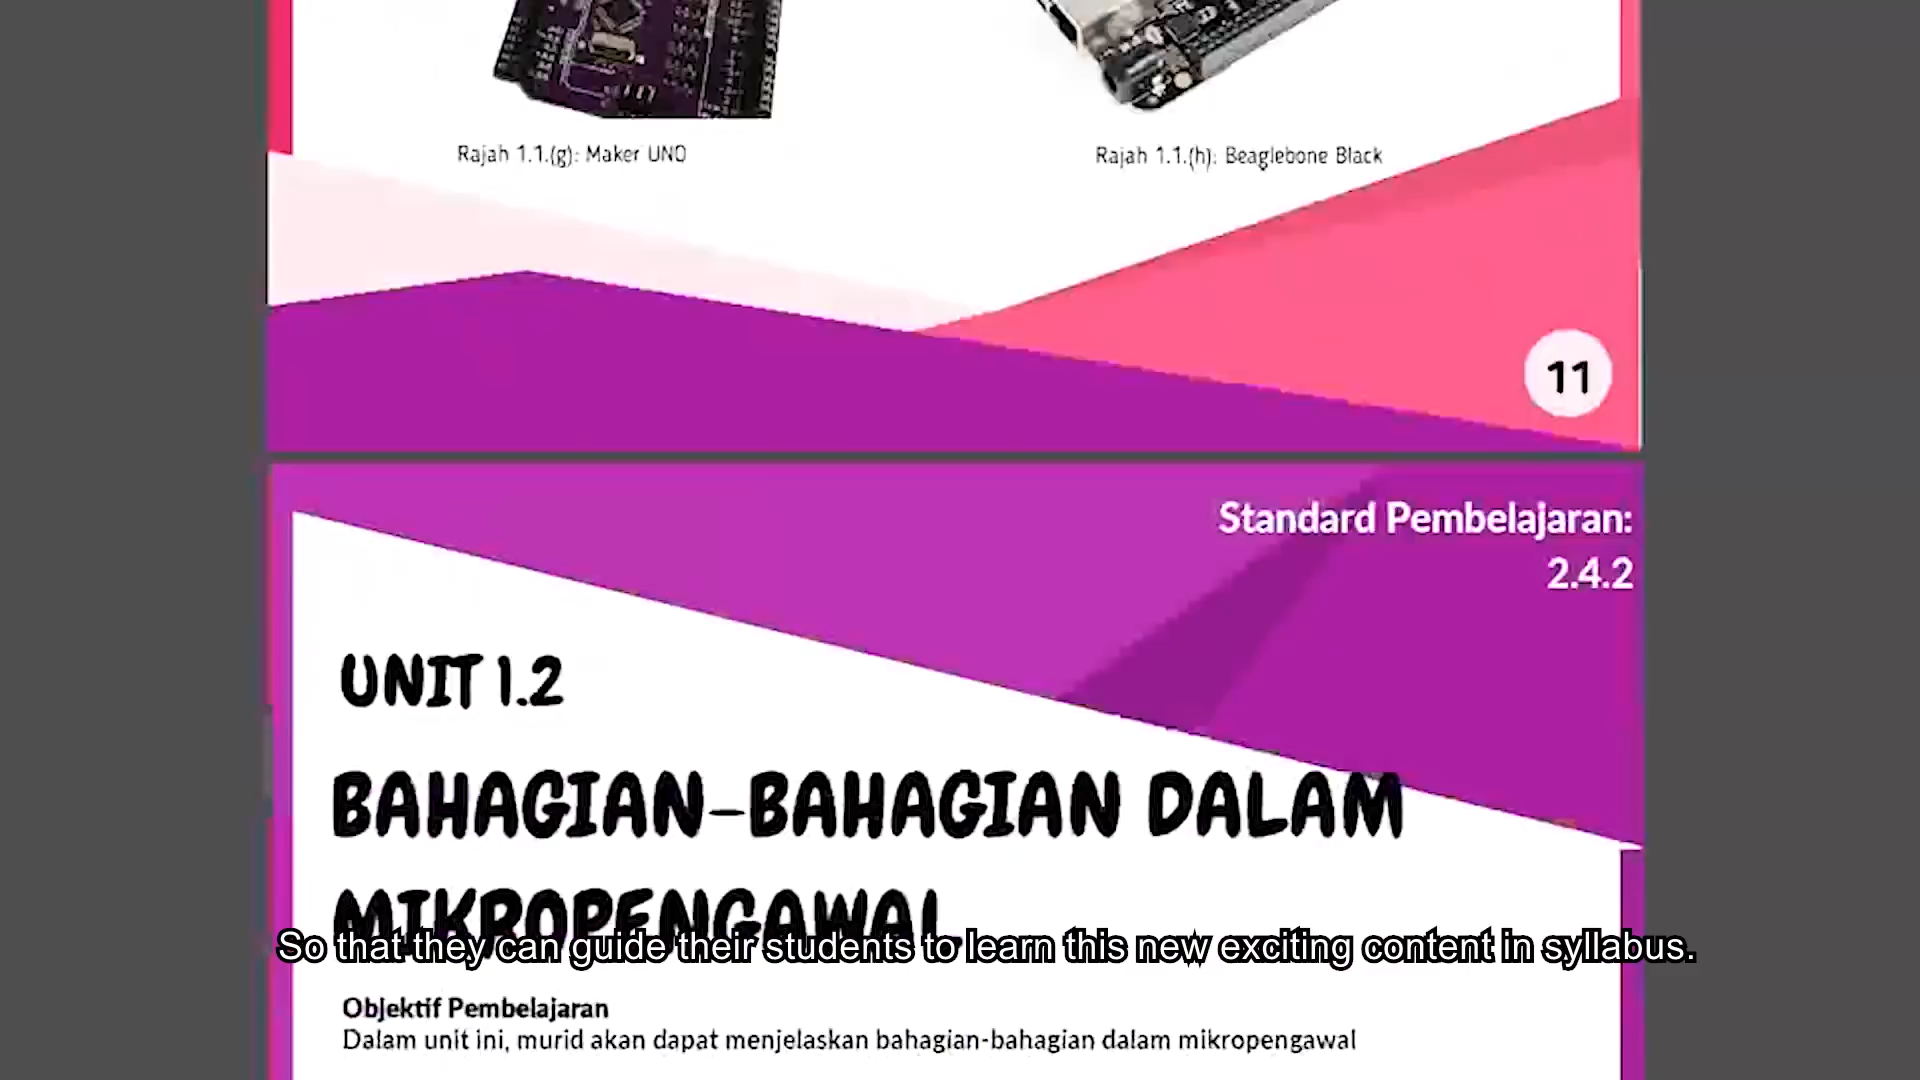 Rajah 1.1.(g): Maker UNO
Rajah 1.1.(h): Beaglebone Black
11
Standard Pembelajaran:
2.4.2
UNIT 1.2
BAHAGIAN-BAHAGIAN DALAM
MIKROPENGAWAL
So that they can guide their students to learn this new exciting content in syllabus.
Objektif Pembelajaran
Dalam unit ini, murid akan dapat menjelaskan bahagian-bahagian dalam mikropengawal